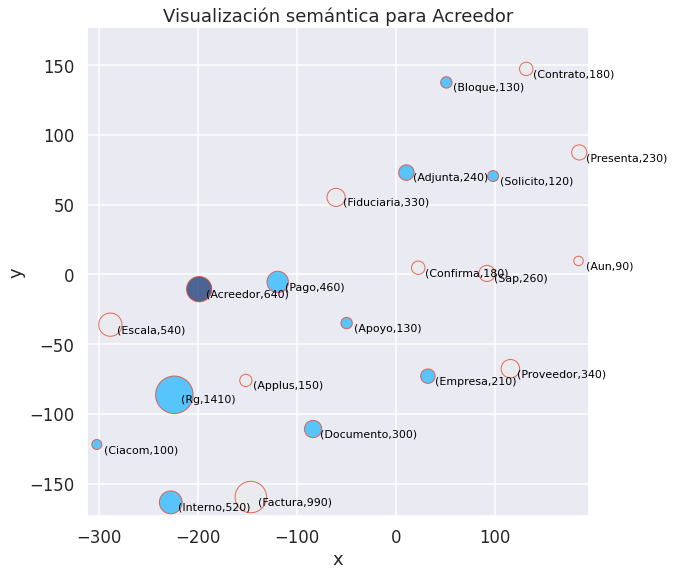 Visualización semántica para Acreedor
150
100
50
0
−50
−100
−150
y
(Contrato,180)
(Bloque,130)
(Presenta,230)
(Adjunta,240)
(Solicito,120)
(Fiduciaria,330)
(Aun,90)
(Confirma,180)
(Sap,260)
(Pago,460)
(Acreedor,640)
(Escala,540)
(Apoyo,130)
(Proveedor,340)
(Empresa,210)
(Applus,150)
(Rg,1410)
(Documento,300)
(Ciacom,100)
(Factura,990)
(Interno,520)
−300
−200
−100
0
100
x